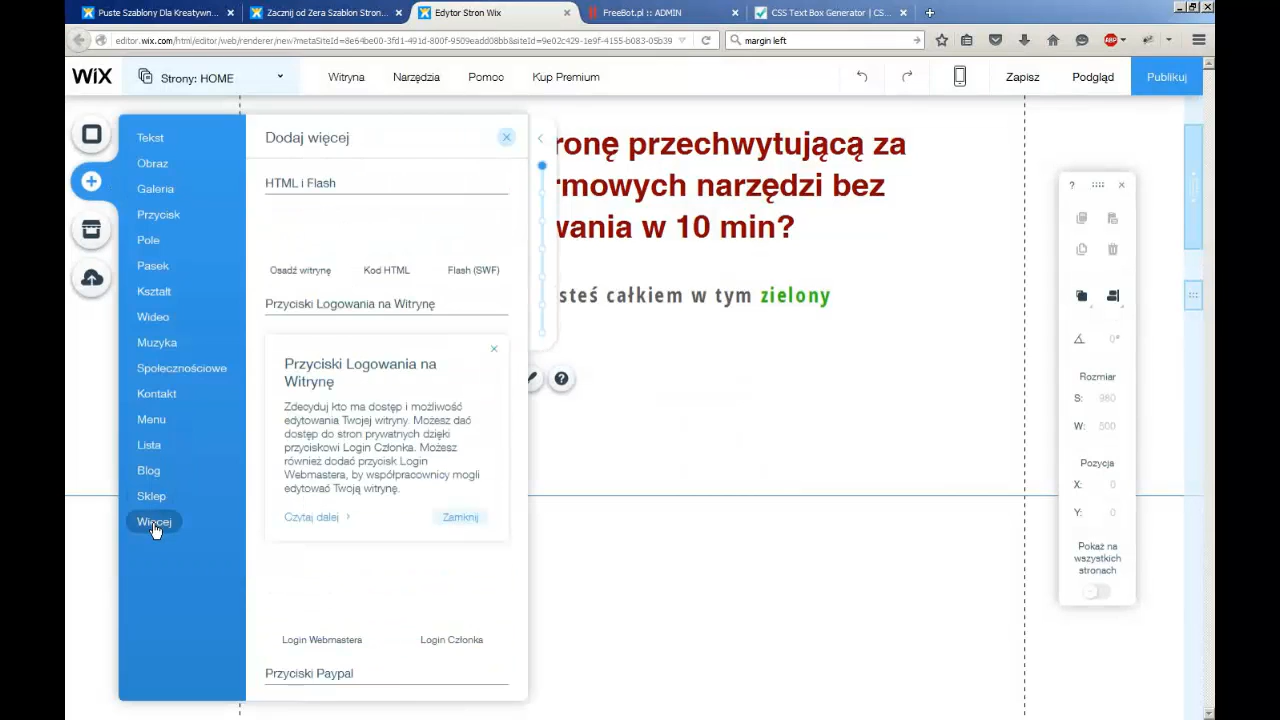 Puste Szablony Dla Kreatywn... × Zacznij od Zera Szablon Stron... × Edytor Stron Wix × FreeBot.pl :: ADMIN × CSS Text Box Generator | CS... ×
editor.wix.com/html/editor/web/renderer/new?metaSiteId=8e64be00-3fd1-491d-800f-9509eadd08bb&siteId=9e02c429-1e9f-4155-b083-05b39
margin left
ABP
WiX
Strony: HOME
Witryna
Narzędzia
Pomoc
Kup Premium
Zapisz
Podgląd
Publikuj
Tekst
Obraz
Galeria
Przycisk
Pole
Pasek
Kształt
Wideo
Muzyka
Społecznościowe
Kontakt
Menu
Lista
Blog
Sklep
Więcej
Dodaj więcej
HTML i Flash
Osadź witrynę
Kod HTML
Flash (SWF)
Przyciski Logowania na Witrynę
Przyciski Logowania na
Witrynę
Zdecyduj kto ma dostęp i możliwość
edytowania Twojej witryny. Możesz dać
dostęp do stron prywatnych dzięki
przyciskowi Login Członka. Możesz
również dodać przycisk Login
Webmastera, by współpracownicy mogli
edytować Twoją witrynę.
Czytaj dalej
Zamknij
Login Webmastera
Login Członka
Przyciski Paypal
ronę przechwytującą za
rmowych narzędzi bez
wania w 10 min?
steś całkiem w tym zielony
?
?
0°
Rozmiar
S: 980
W: 500
Pozycja
X: 0
Y: 0
Pokaż na
wszystkich
stronach